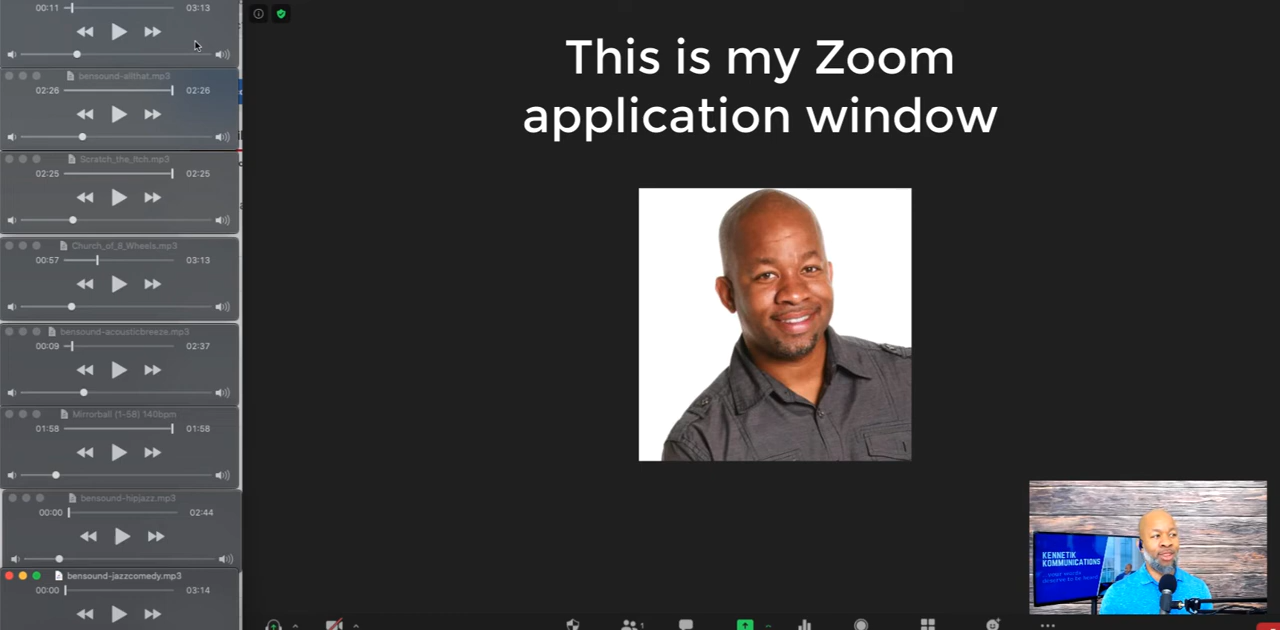 00:11 03:13
bensound-allthat.mp3
02:26 02:26
Scratch_the_Itch.mp3
02:25 02:25
Church_of_8_Wheels.mp3
00:57 03:13
bensound-acousticbreeze.mp3
00:09 02:37
Mirrorball (1-58) 140bpm
01:58 01:58
bensound-hipjazz.mp3
00:00 02:44
bensound-jazzcomedy.mp3
00:00 03:14
This is my Zoom
application window
KENNETIK
KOMMUNICATIONS
1